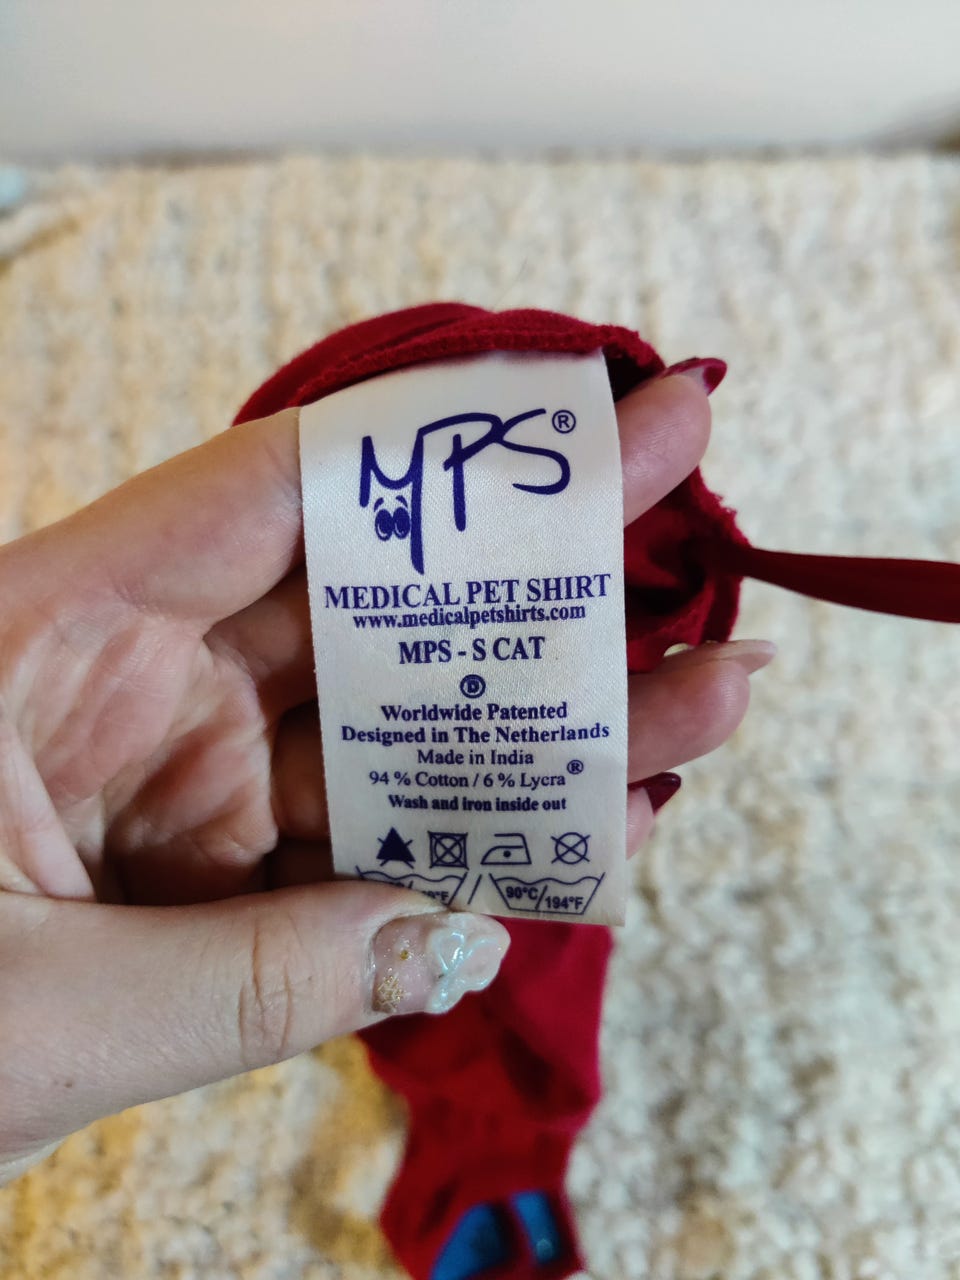 MPS®
MEDICAL PET SHIRT
www.medicalpetshirts.com
MPS - S CAT
D
Worldwide Patented
Designed in The Netherlands
Made in India
94 % Cotton / 6 % Lycra®
Wash and iron inside out
90°C/194°F